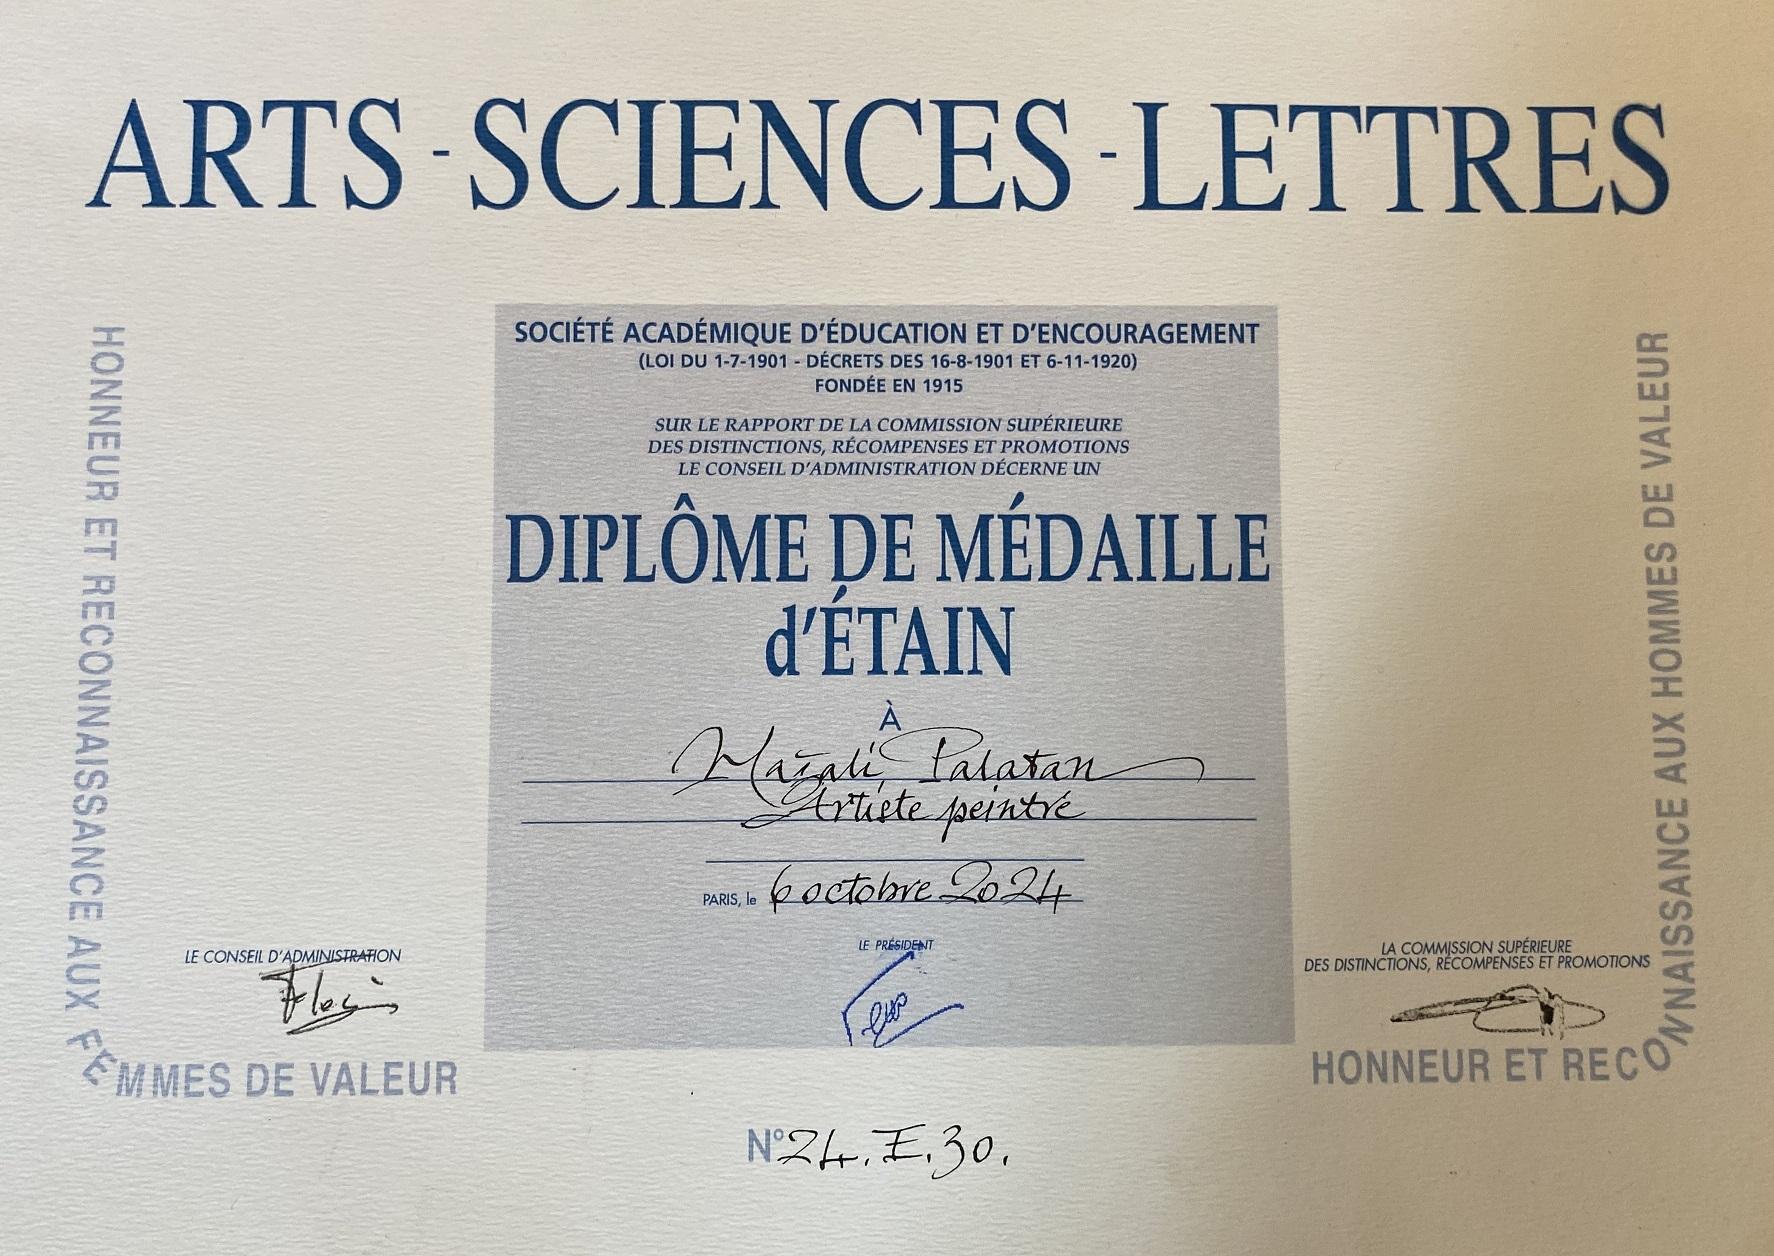 ARTS - SCIENCES - LETTRES
SOCIÉTÉ ACADÉMIQUE D'ÉDUCATION ET D'ENCOURAGEMENT
(LOI DU 1-7-1901 - DÉCRETS DES 16-8-1901 ET 6-11-1920)
FONDÉE EN 1915
SUR LE RAPPORT DE LA COMMISSION SUPÉRIEURE
DES DISTINCTIONS, RÉCOMPENSES ET PROMOTIONS
LE CONSEIL D'ADMINISTRATION DÉCERNE UN
DIPLÔME DE MÉDAILLE
d'ÉTAIN
À
Magali Palatan
Artiste peintre
PARIS, le 6 octobre 2024
LE CONSEIL D'ADMINISTRATION
LE PRÉSIDENT
LA COMMISSION SUPÉRIEURE
DES DISTINCTIONS, RÉCOMPENSES ET PROMOTIONS
HONNEUR ET RECONNAISSANCE AUX FEMMES DE VALEUR
HONNEUR ET RECONNAISSANCE AUX HOMMES DE VALEUR
N° 24.E.30.